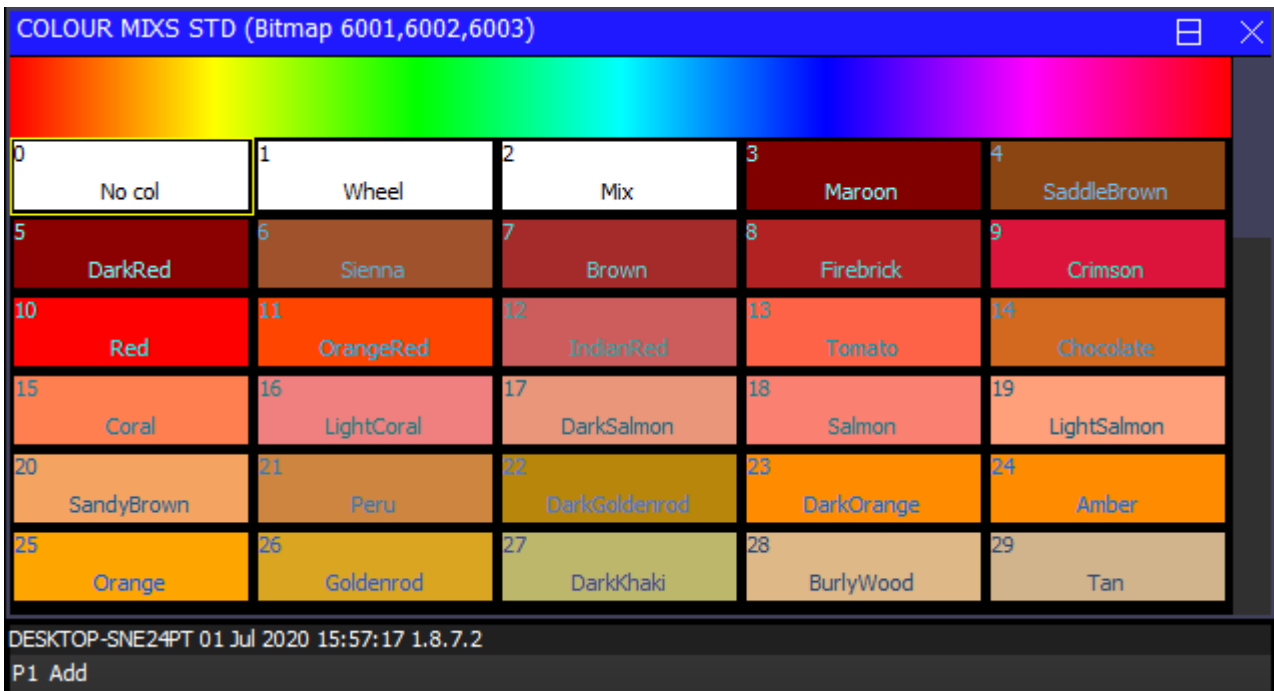 COLOUR MIXS STD (Bitmap 6001,6002,6003)
0 1 2 3 4
No col Wheel Mix Maroon SaddleBrown
5 6 7 8 9
DarkRed Sienna Brown Firebrick Crimson
10 11 12 13 14
Red OrangeRed IndianRed Tomato Chocolate
15 16 17 18 19
Coral LightCoral DarkSalmon Salmon LightSalmon
20 21 22 23 24
SandyBrown Peru DarkGoldenrod DarkOrange Amber
25 26 27 28 29
Orange Goldenrod DarkKhaki BurlyWood Tan
DESKTOP-SNE24PT 01 Jul 2020 15:57:17 1.8.7.2
P1 Add